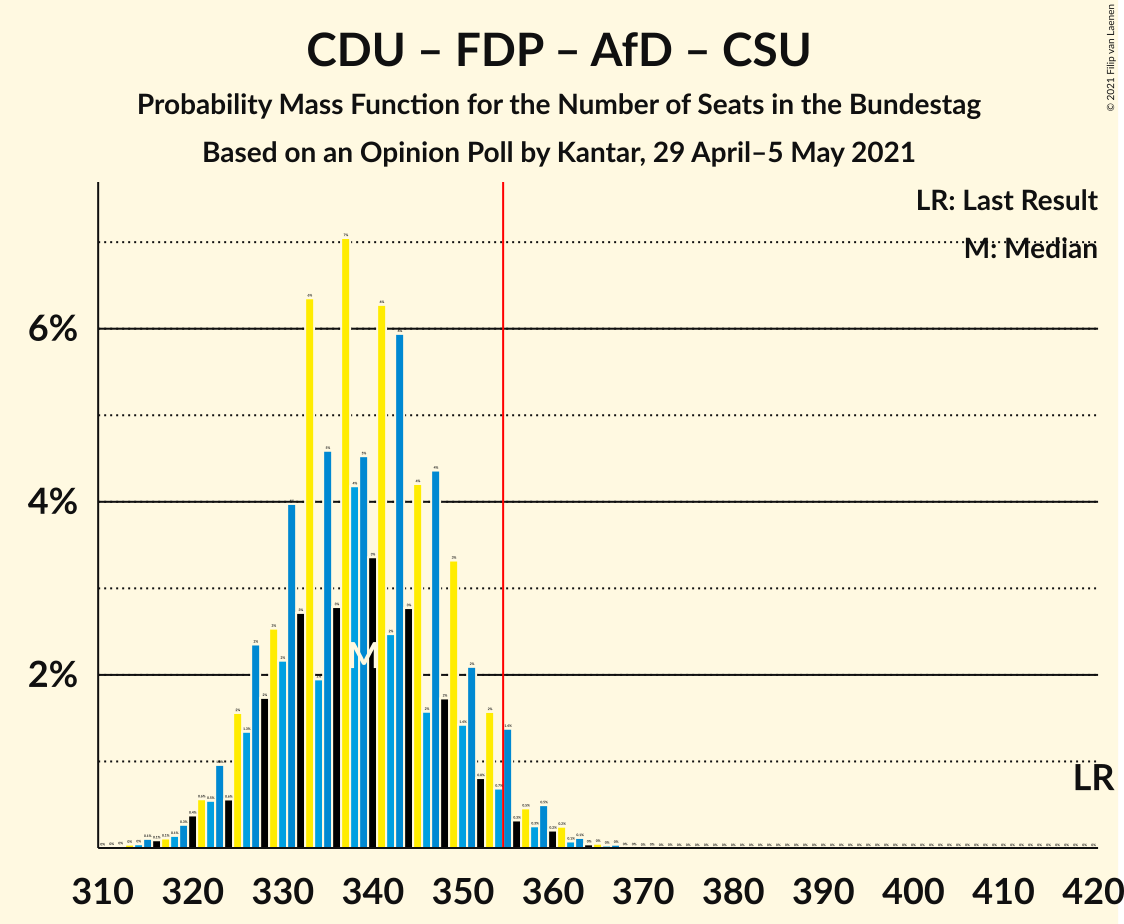 CDU – FDP – AfD – CSU
Probability Mass Function for the Number of Seats in the Bundestag
Based on an Opinion Poll by Kantar, 29 April–5 May 2021
© 2021 Filip van Laenen
LR: Last Result
M: Median
6%
4%
2%
M
LR
310 320 330 340 350 360 370 380 390 400 410 420